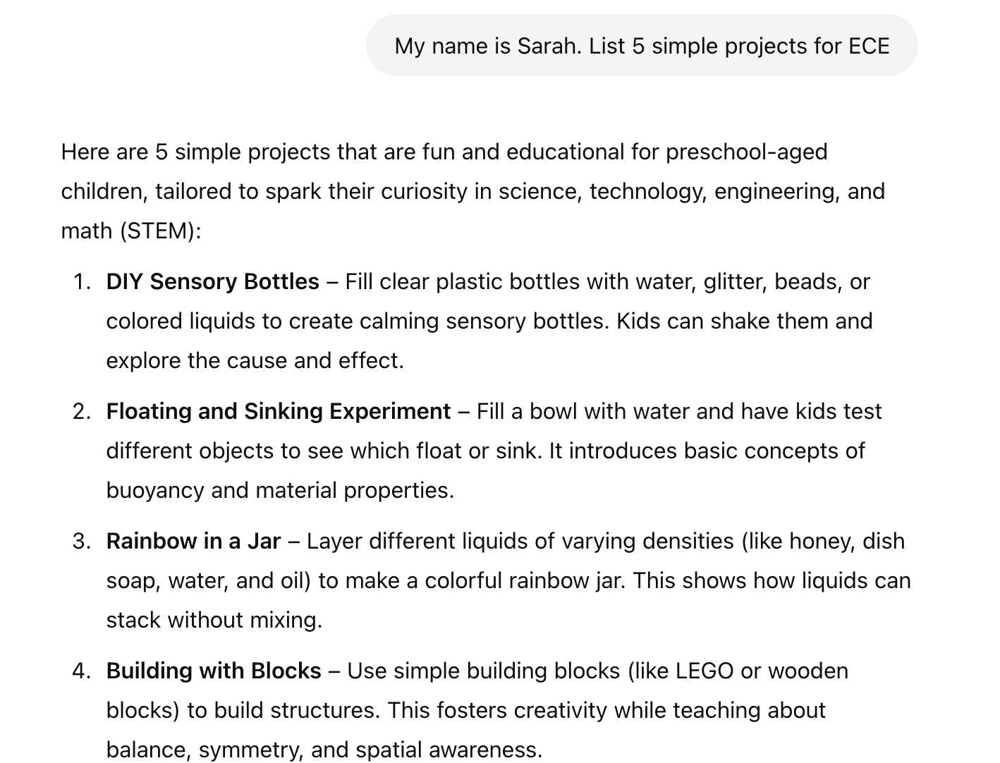 My name is Sarah. List 5 simple projects for ECE
Here are 5 simple projects that are fun and educational for preschool-aged
children, tailored to spark their curiosity in science, technology, engineering, and
math (STEM):
1. DIY Sensory Bottles – Fill clear plastic bottles with water, glitter, beads, or
colored liquids to create calming sensory bottles. Kids can shake them and
explore the cause and effect.
2. Floating and Sinking Experiment – Fill a bowl with water and have kids test
different objects to see which float or sink. It introduces basic concepts of
buoyancy and material properties.
3. Rainbow in a Jar – Layer different liquids of varying densities (like honey, dish
soap, water, and oil) to make a colorful rainbow jar. This shows how liquids can
stack without mixing.
4. Building with Blocks – Use simple building blocks (like LEGO or wooden
blocks) to build structures. This fosters creativity while teaching about
balance, symmetry, and spatial awareness.